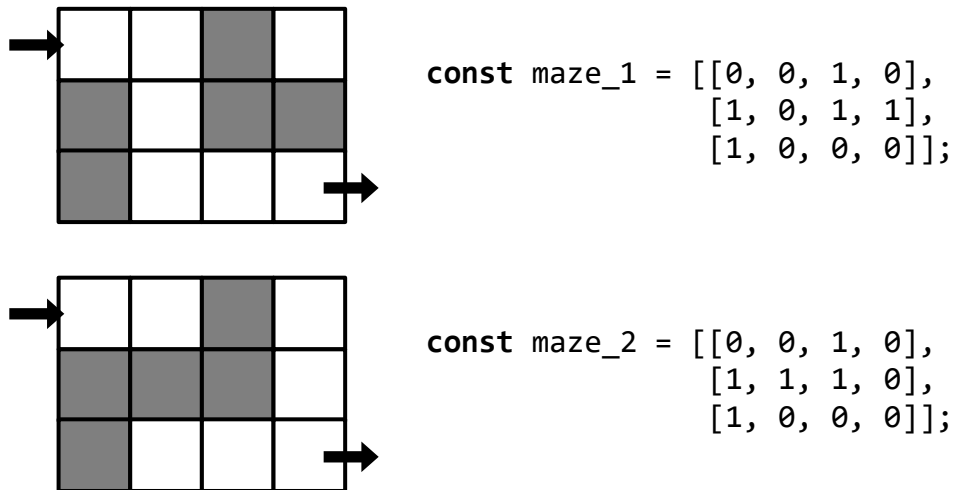 const maze_1 = [[0, 0, 1, 0],
[1, 0, 1, 1],
[1, 0, 0, 0]];
const maze_2 = [[0, 0, 1, 0],
[1, 1, 1, 0],
[1, 0, 0, 0]];